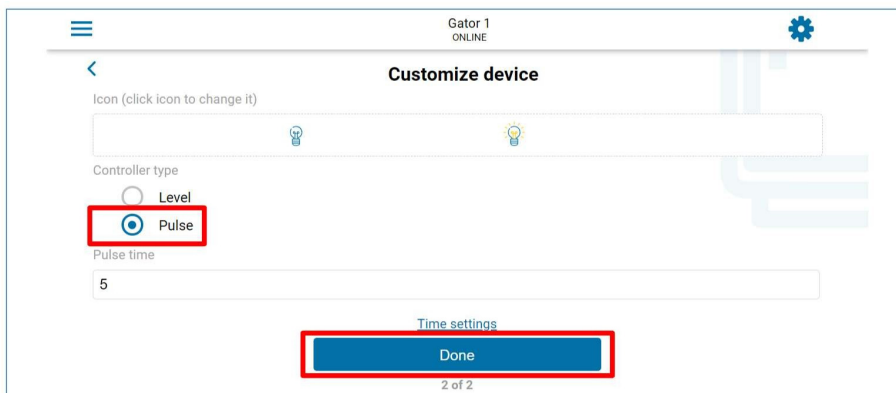 Gator 1
ONLINE
Customize device
Icon (click icon to change it)
Controller type
Level
Pulse
Pulse time
5
Time settings
Done
2 of 2